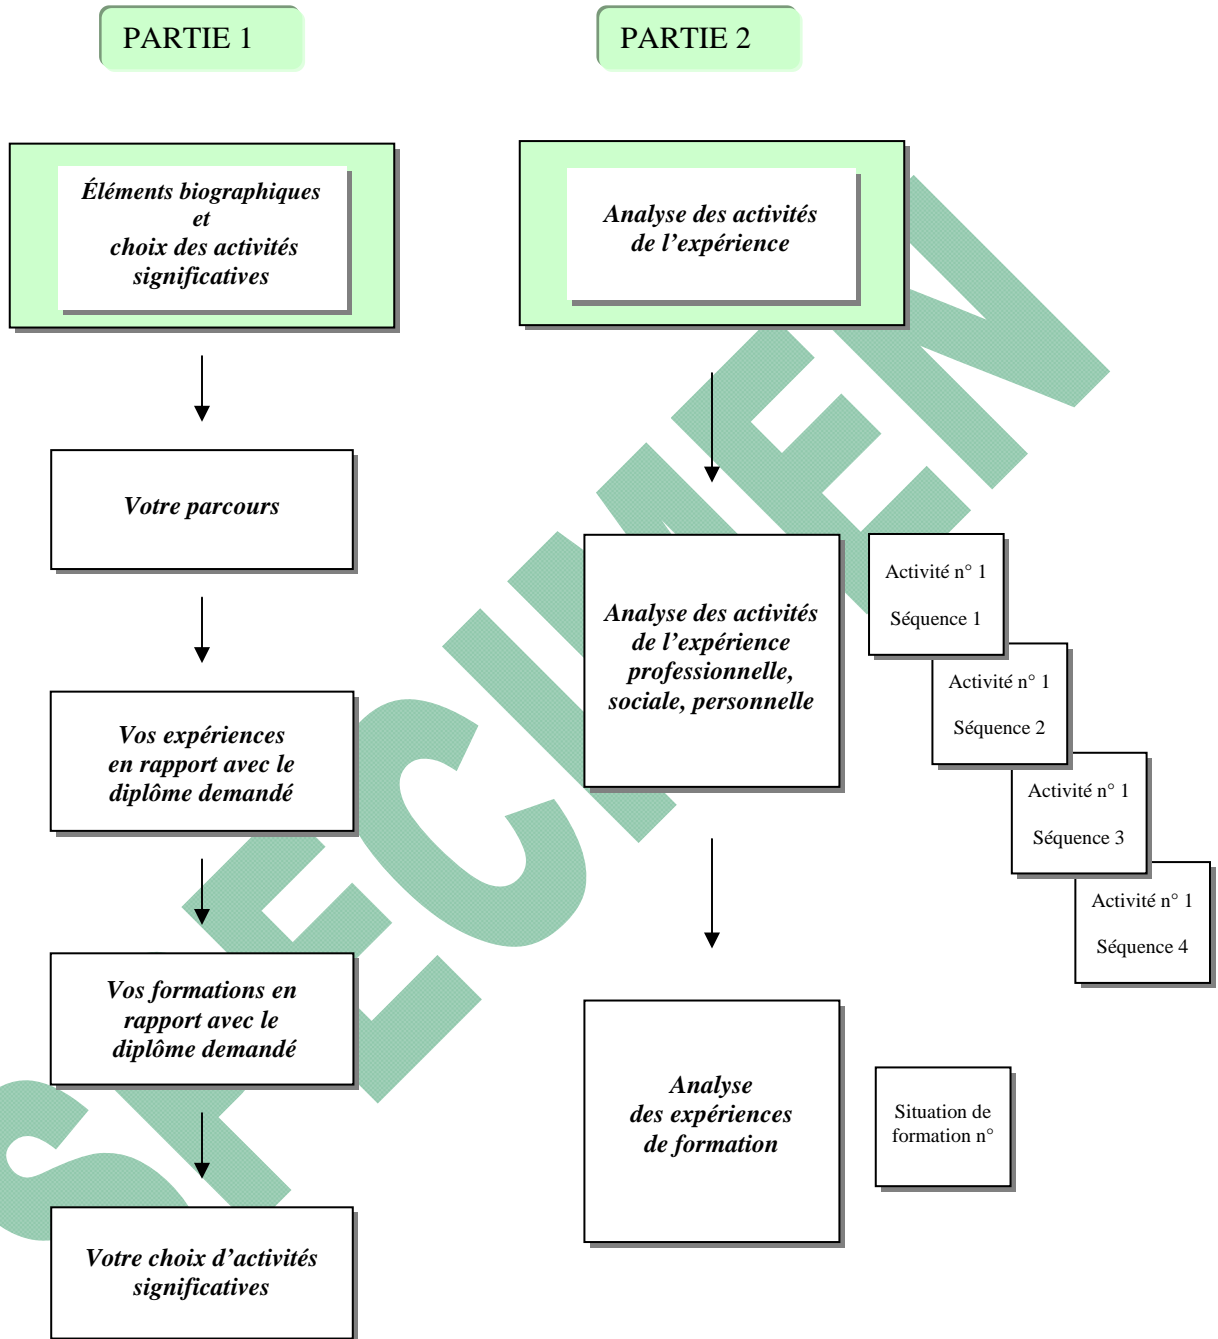 PARTIE 1
Éléments biographiques
et
choix des activités
significatives
Votre parcours
Vos expériences
en rapport avec le
diplôme demandé
Vos formations en
rapport avec le
diplôme demandé
Votre choix d’activités
significatives
PARTIE 2
Analyse des activités
de l’expérience
Analyse des activités
de l’expérience
professionnelle,
sociale, personnelle
Activité n° 1
Séquence 1
Activité n° 1
Séquence 2
Activité n° 1
Séquence 3
Activité n° 1
Séquence 4
Analyse
des expériences
de formation
Situation de
formation n°
SPECIMEN